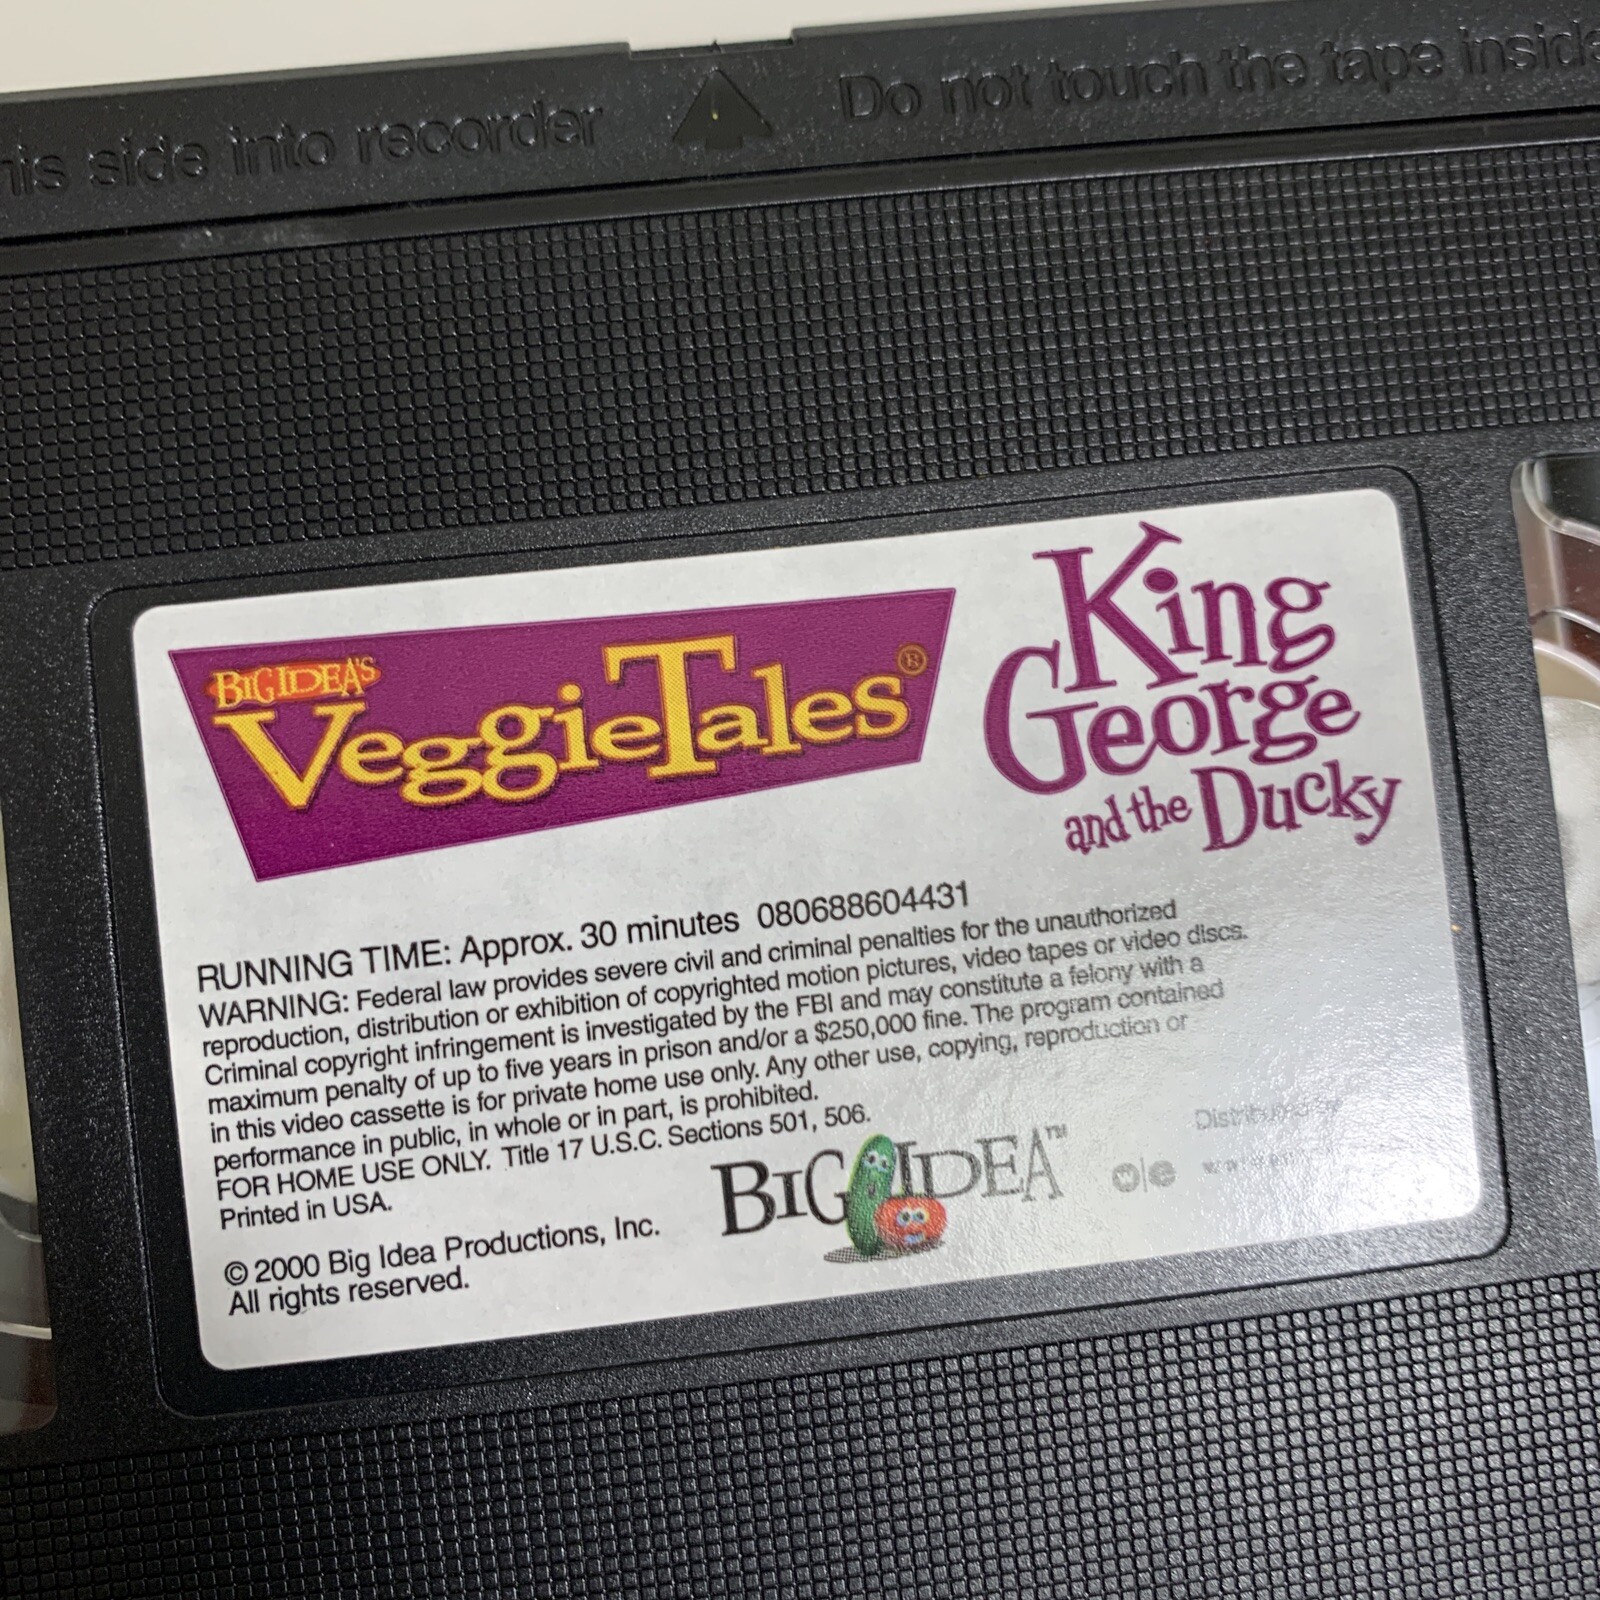 his side into recorder
Do not touch the tape inside
BIG IDEA'S
VeggieTales®
King
George
and the Ducky
RUNNING TIME: Approx. 30 minutes 080688604431
WARNING: Federal law provides severe civil and criminal penalties for the unauthorized
reproduction, distribution or exhibition of copyrighted motion pictures, video tapes or video discs.
Criminal copyright infringement is investigated by the FBI and may constitute a felony with a
maximum penalty of up to five years in prison and/or a $250,000 fine. The program contained
in this video cassette is for private home use only. Any other use, copying, reproduction or
performance in public, in whole or in part, is prohibited.
FOR HOME USE ONLY. Title 17 U.S.C. Sections 501, 506.
Printed in USA.
© 2000 Big Idea Productions, Inc.
All rights reserved.
BIG IDEA™
Distributed by